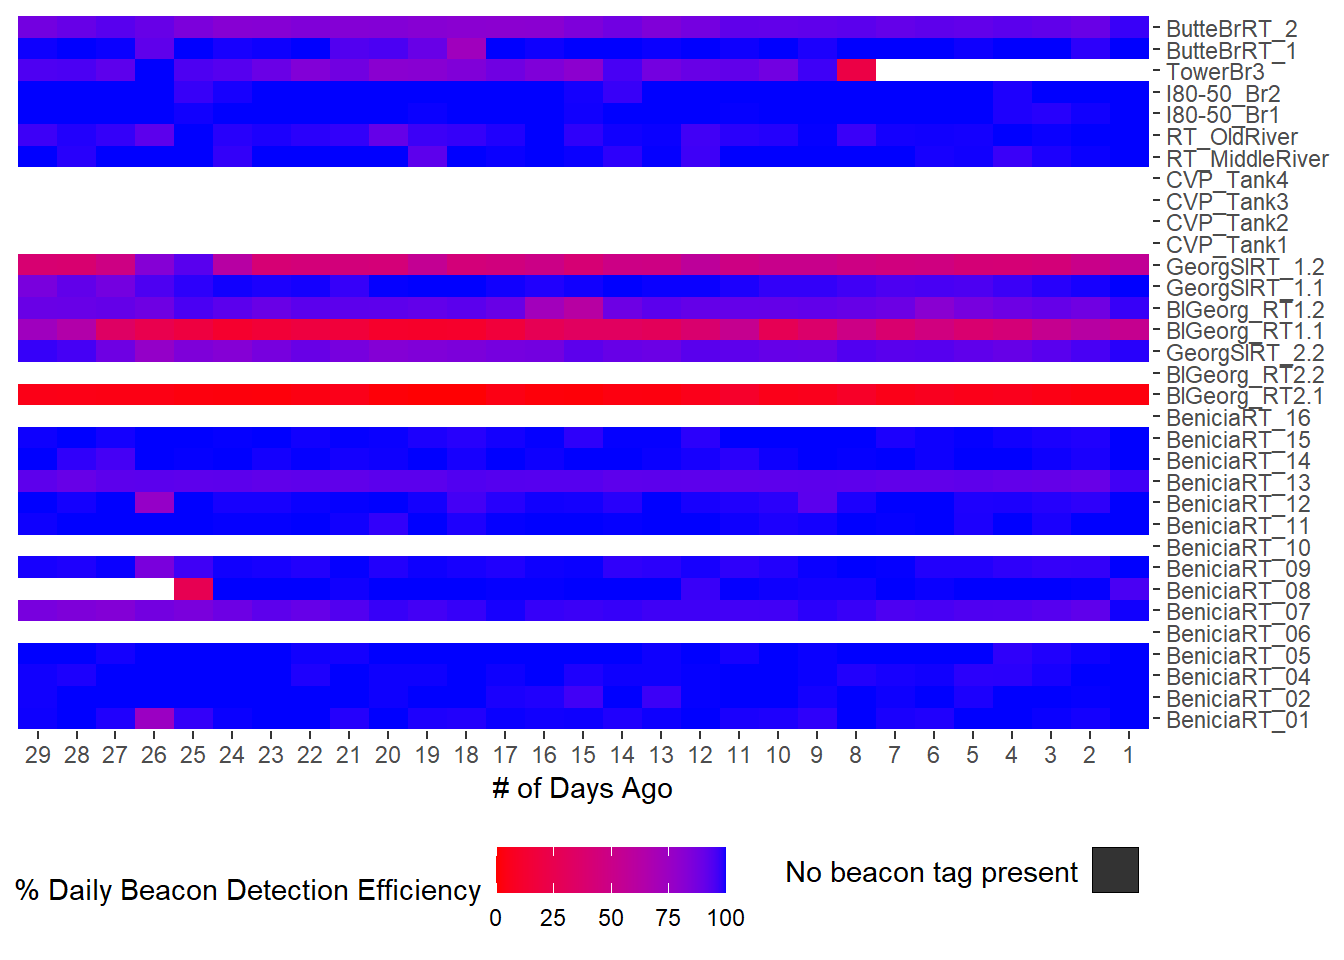 ButteBrRT_2
ButteBrRT_1
TowerBr3
I80-50_Br2
I80-50_Br1
RT_OldRiver
RT_MiddleRiver
CVP_Tank4
CVP_Tank3
CVP_Tank2
CVP_Tank1
GeorgSlRT_1.2
GeorgSlRT_1.1
BlGeorg_RT1.2
BlGeorg_RT1.1
GeorgSlRT_2.2
BlGeorg_RT2.2
BlGeorg_RT2.1
BeniciaRT_16
BeniciaRT_15
BeniciaRT_14
BeniciaRT_13
BeniciaRT_12
BeniciaRT_11
BeniciaRT_10
BeniciaRT_09
BeniciaRT_08
BeniciaRT_07
BeniciaRT_06
BeniciaRT_05
BeniciaRT_04
BeniciaRT_02
BeniciaRT_01
29 28 27 26 25 24 23 22 21 20 19 18 17 16 15 14 13 12 11 10 9 8 7 6 5 4 3 2 1
# of Days Ago
% Daily Beacon Detection Efficiency
0 25 50 75 100
No beacon tag present